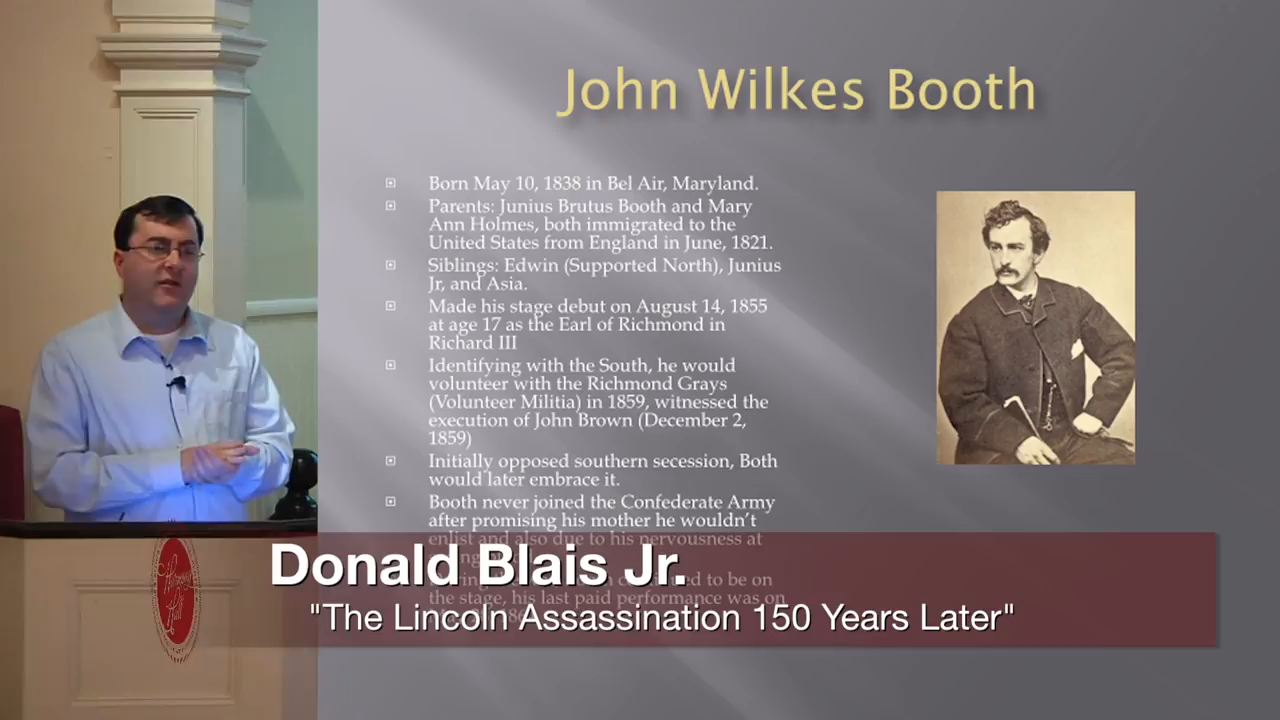 John Wilkes Booth
Born May 10, 1838 in Bel Air, Maryland.
Parents: Junius Brutus Booth and Mary
Ann Holmes, both immigrated to the
United States from England in June, 1821.
Siblings: Edwin (Supported North), Junius
Jr, and Asia.
Made his stage debut on August 14, 1855
at age 17 as the Earl of Richmond in
Richard III
Identifying with the South, he would
volunteer with the Richmond Grays
(Volunteer Militia) in 1859, witnessed the
execution of John Brown (December 2,
1859)
Initially opposed southern secession, Both
would later embrace it.
Booth never joined the Confederate Army
after promising his mother he wouldn't
enlist and also due to his nervousness at
to be on
the stage, his last paid performance was on
Donald Blais Jr.
"The Lincoln Assassination 150 Years Later"
Harmony
Hall